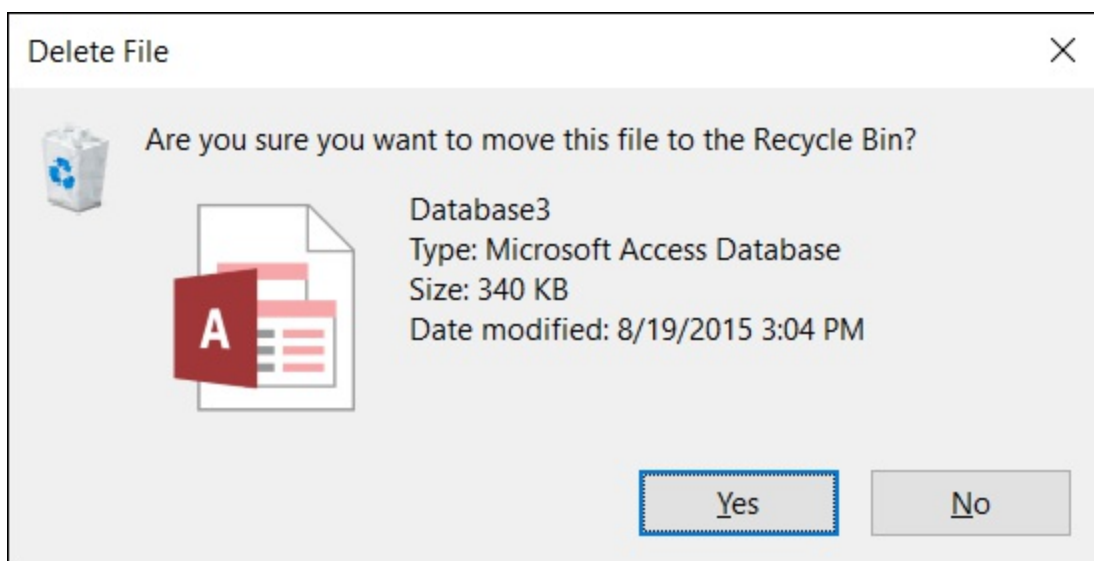 Delete File
Are you sure you want to move this file to the Recycle Bin?
Database3
Type: Microsoft Access Database
Size: 340 KB
Date modified: 8/19/2015 3:04 PM
A
Yes No